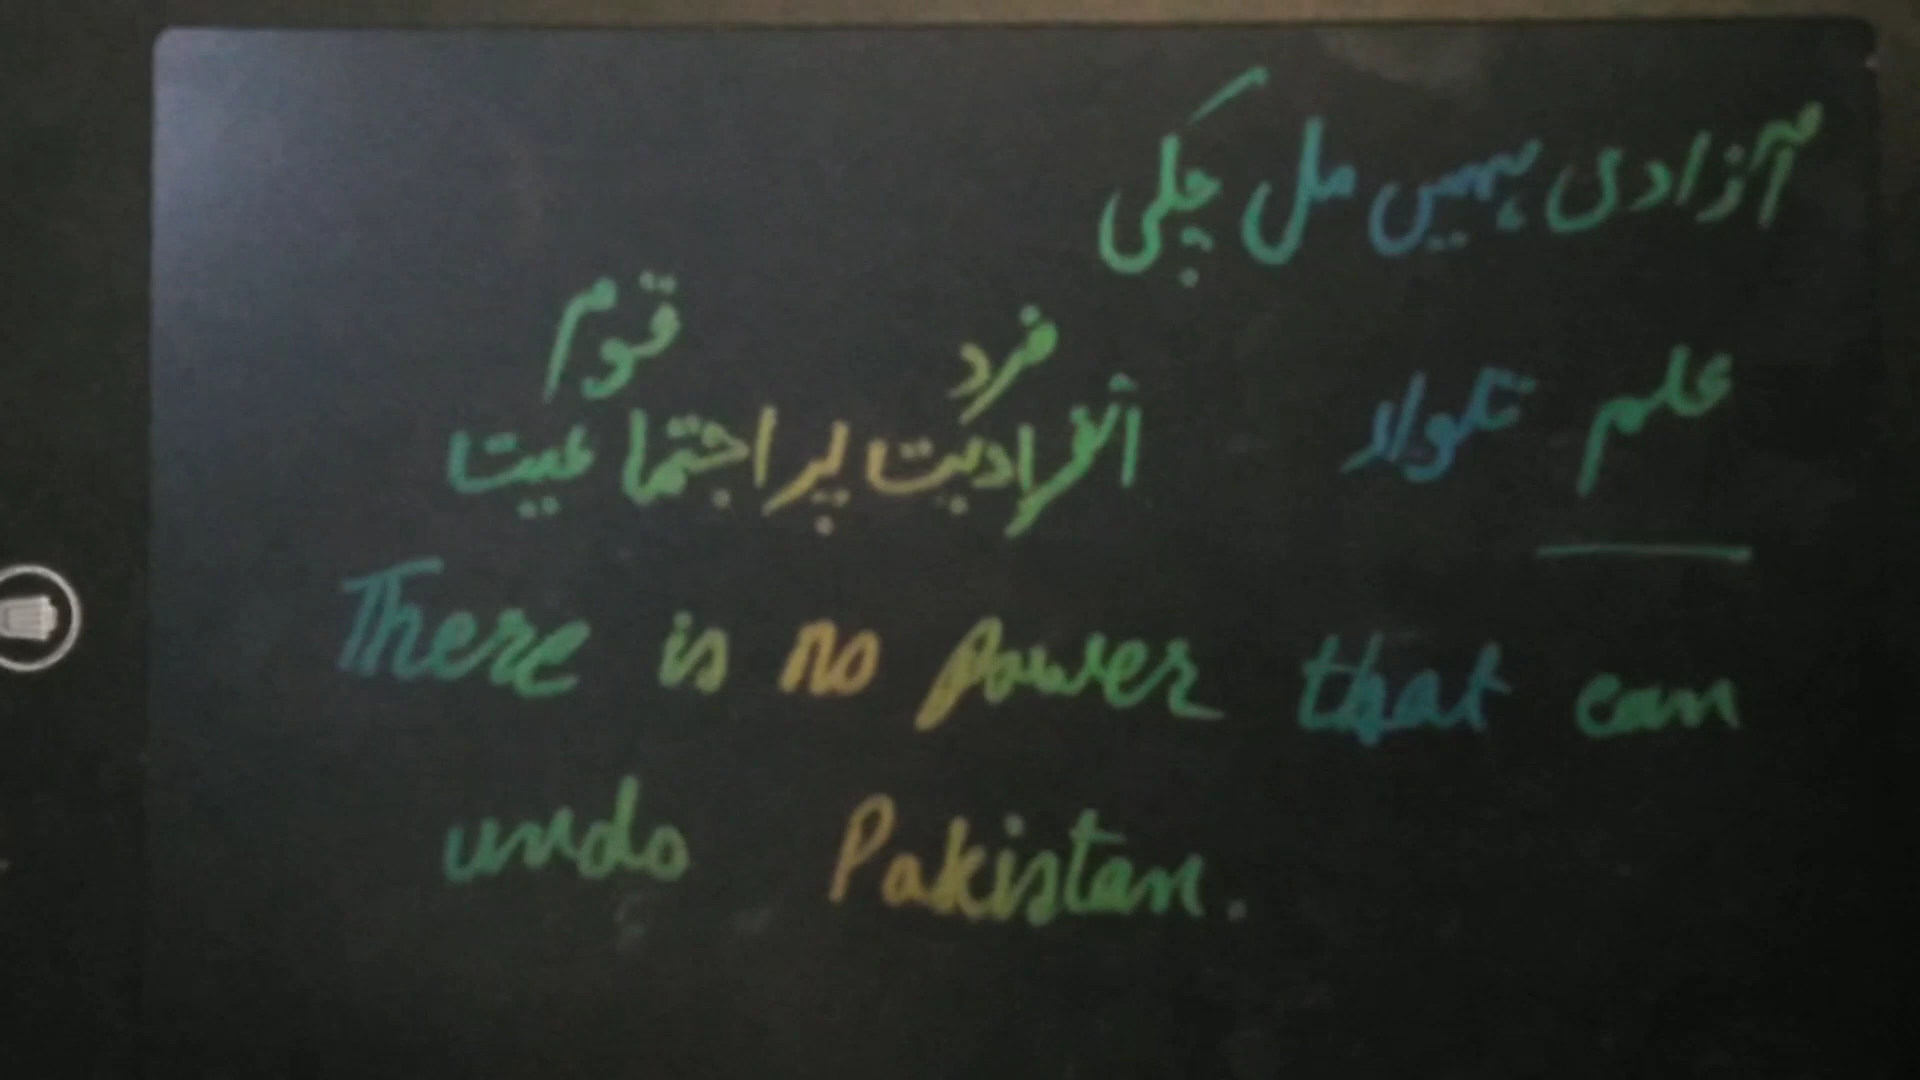 آزادی ہمیں مل چکی
فرد قوم
علم تلوار انفرادیت پر اجتماعیت
There is no power that can
undo Pakistan.